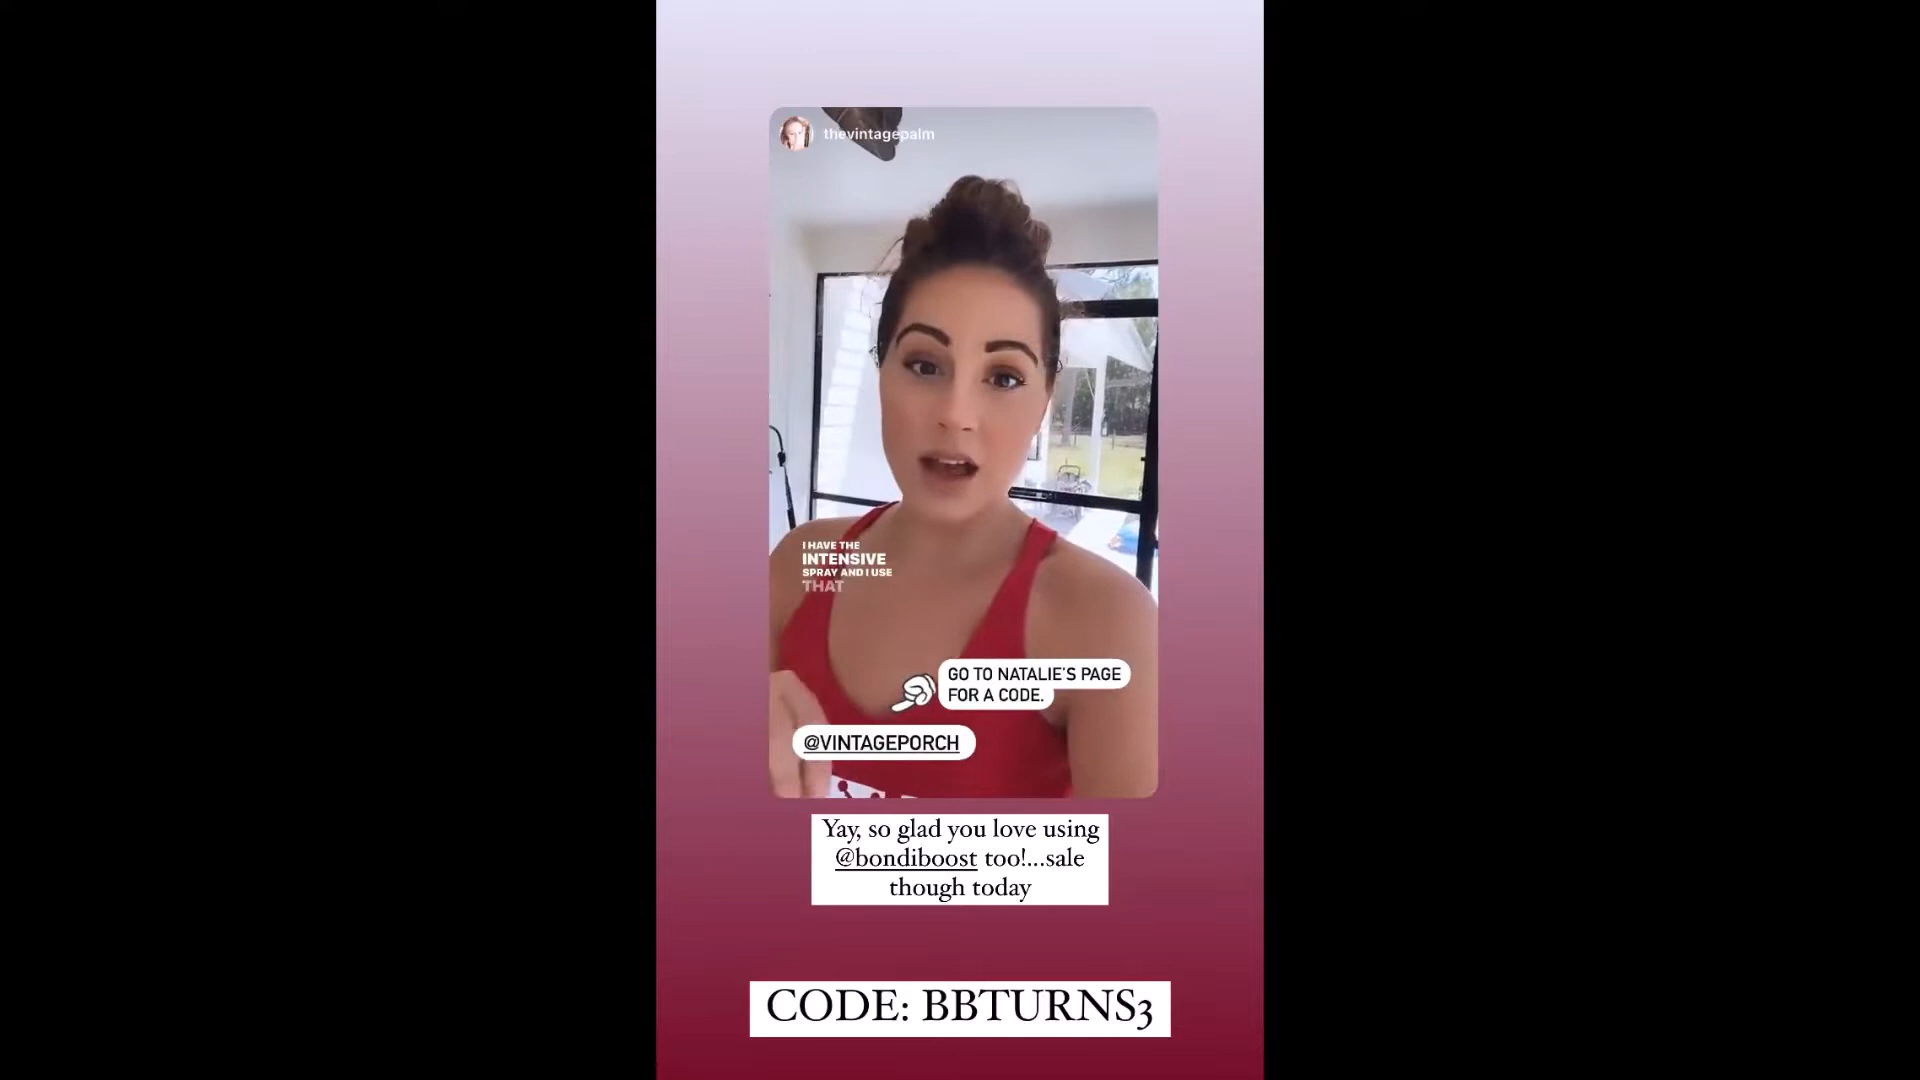 thevintagepalm
I HAVE THE
INTENSIVE
SPRAY AND I USE
THAT
GO TO NATALIE'S PAGE
FOR A CODE.
@VINTAGEPORCH
Yay, so glad you love using
@bondiboost too!...sale
though today
CODE: BBTURNS3